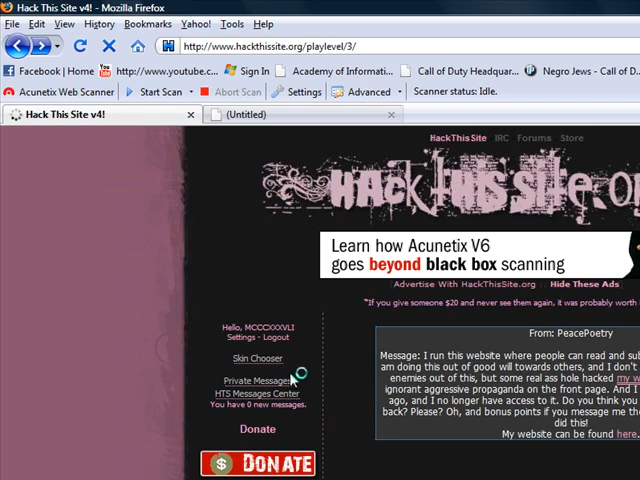 Hack This Site v4! - Mozilla Firefox
File Edit View History Bookmarks Yahoo! Tools Help
http://www.hackthissite.org/playlevel/3/
Facebook | Home http://www.youtube.c... Sign In Academy of Informati... Call of Duty Headquar... Negro Jews - Call of D...
Acunetix Web Scanner Start Scan Abort Scan Settings Advanced Scanner status: Idle.
Hack This Site v4! (Untitled)
HackThisSite IRC Forums Store
HackThisSite.o
Learn how Acunetix V6
goes beyond black box scanning
Advertise With HackThisSite.org Hide These Ads
"If you give someone $20 and never see them again, it was probably worth i
Hello, MCCCXXXVLI
Settings - Logout
Skin Chooser
Private Messages
HTS Messages Center
You have 0 new messages.
Donate
DONATE
From: PeacePoetry
Message: I run this website where people can read and sub
am doing this out of good will towards others, and I don't
enemies out of this, but some real ass hole hacked my w
ignorant aggressive propaganda on the front page. And I
ago, and I no longer have access to it. Do you think you
back? Please? Oh, and bonus points if you message me th
did this!
My website can be found here.